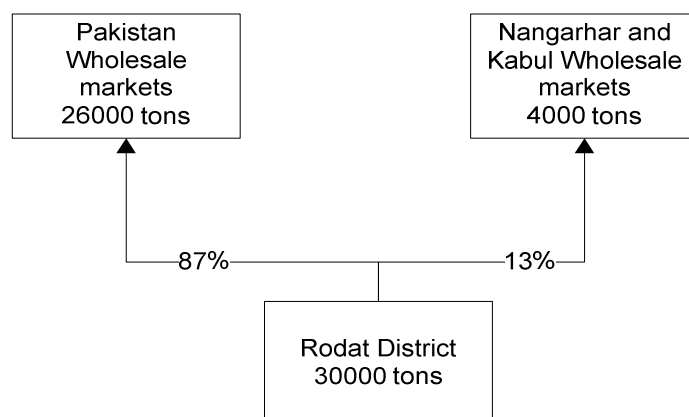 Pakistan
Wholesale
markets
26000 tons
Nangarhar and
Kabul Wholesale
markets
4000 tons
87%
13%
Rodat District
30000 tons